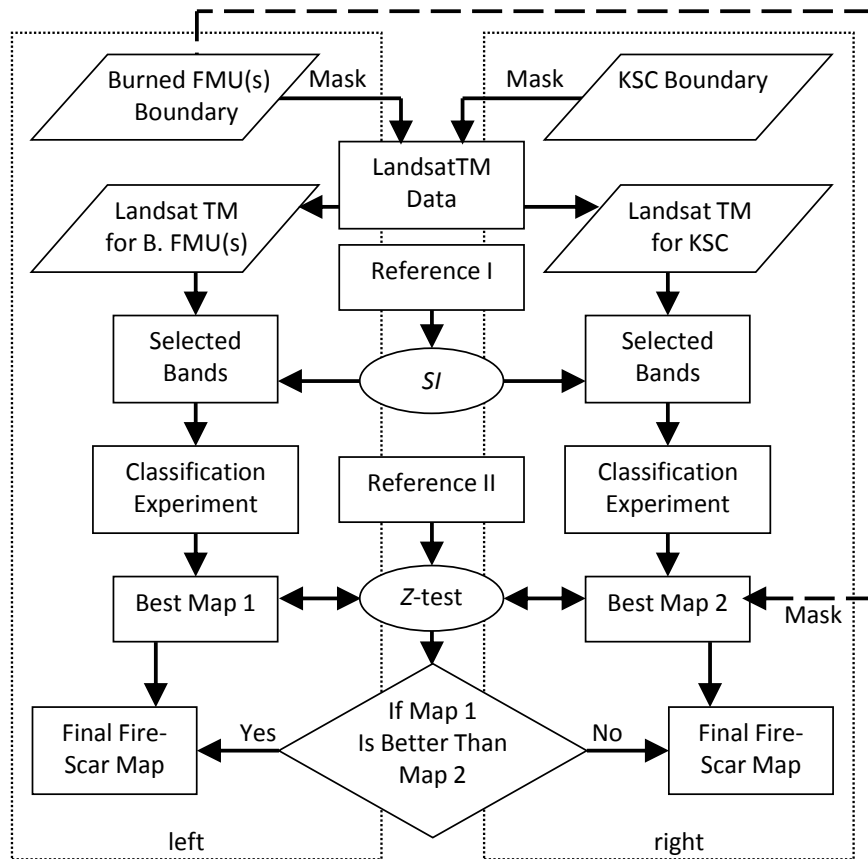 Burned FMU(s)
Boundary
Mask
Mask
KSC Boundary
LandsatTM
Data
Landsat TM
for B. FMU(s)
Landsat TM
for KSC
Reference I
Selected
Bands
SI
Selected
Bands
Classification
Experiment
Reference II
Classification
Experiment
Best Map 1
Z-test
Best Map 2
Mask
If Map 1
Is Better Than
Map 2
Yes
No
Final Fire-
Scar Map
Final Fire-
Scar Map
left
right